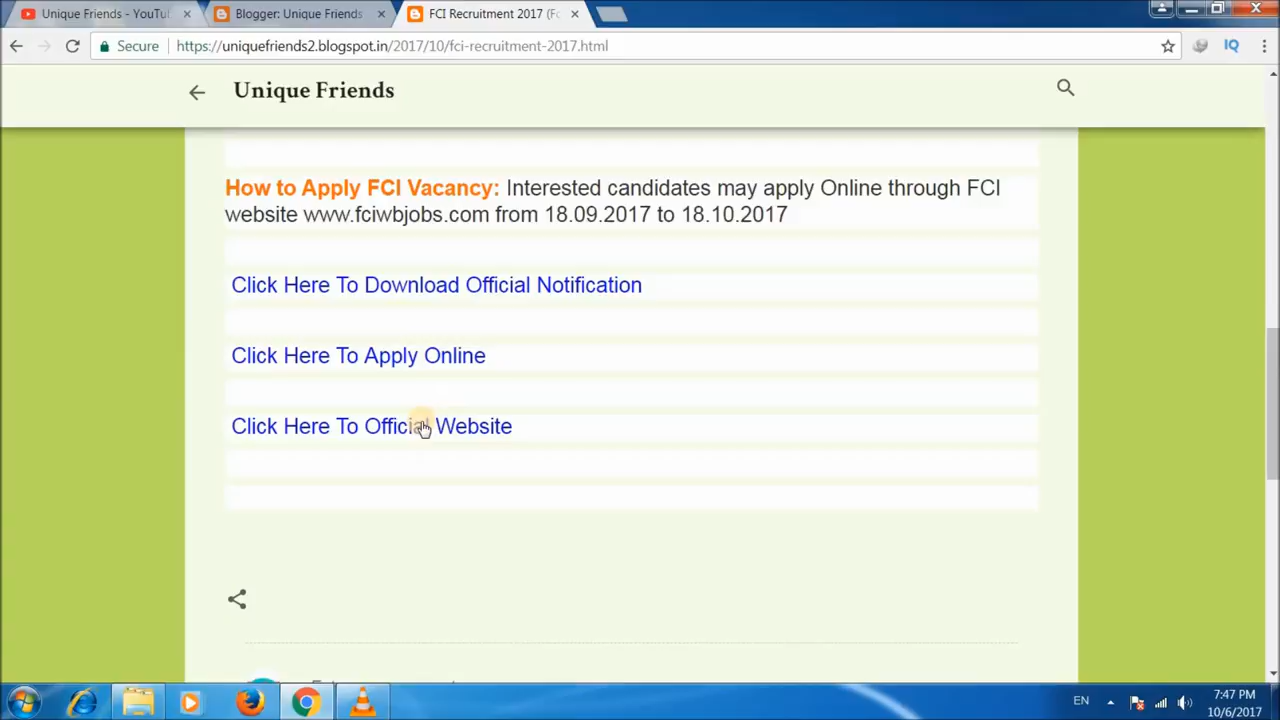 Unique Friends - YouTu
Blogger: Unique Friends
FCI Recruitment 2017 (Fc
Secure
https://uniquefriends2.blogspot.in/2017/10/fci-recruitment-2017.html
IQ
Unique Friends
How to Apply FCI Vacancy: Interested candidates may apply Online through FCI
website www.fciwbjobs.com from 18.09.2017 to 18.10.2017
Click Here To Download Official Notification
Click Here To Apply Online
Click Here To Official Website
EN
7:47 PM
10/6/2017